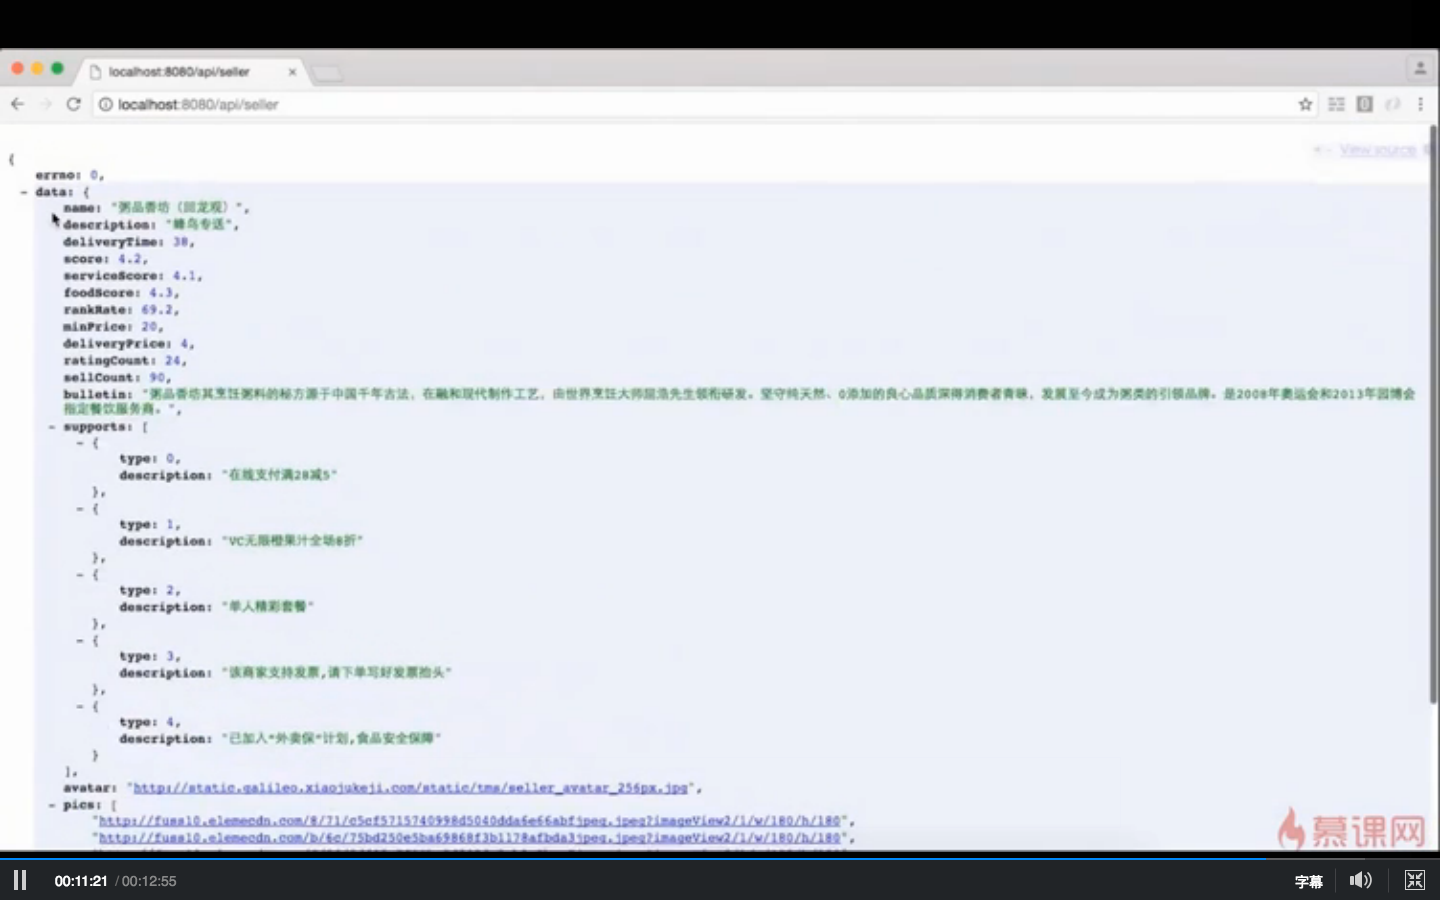 localhost:8080/api/seller
localhost:8080/api/seller
View source
{
errno: 0,
- data: {
name: "粥品香坊（回龙观）",
description: "蜂鸟专送",
deliveryTime: 38,
score: 4.2,
serviceScore: 4.1,
foodScore: 4.3,
rankRate: 69.2,
minPrice: 20,
deliveryPrice: 4,
ratingCount: 24,
sellCount: 90,
bulletin: "粥品香坊其烹饪粥料的秘方源于中国千年古法，在融和现代制作工艺，由世界烹饪大师屈浩先生领衔研发。坚守纯天然、0添加的良心品质深得消费者青睐，发展至今成为粥类的引领品牌。是2008年奥运会和2013年园博会
指定餐饮服务商。",
- supports: [
- {
type: 0,
description: "在线支付满28减5"
},
- {
type: 1,
description: "VC无限橙果汁全场8折"
},
- {
type: 2,
description: "单人精彩套餐"
},
- {
type: 3,
description: "该商家支持发票,请下单写好发票抬头"
},
- {
type: 4,
description: "已加入"外卖保"计划,食品安全保障"
}
],
avatar: "http://static.galileo.xiaojukeji.com/static/tms/seller_avatar_256px.jpg",
- pics: [
"http://fuss10.elemecdn.com/8/71/c5cf5715740998d5040dda6e66abfjpeg.jpeg?imageView2/1/w/180/h/180",
"http://fuss10.elemecdn.com/b/6c/75bd250e5ba69868f3b1178afbda3jpeg.jpeg?imageView2/1/w/180/h/180",
慕课网
00:11:21 / 00:12:55
字幕